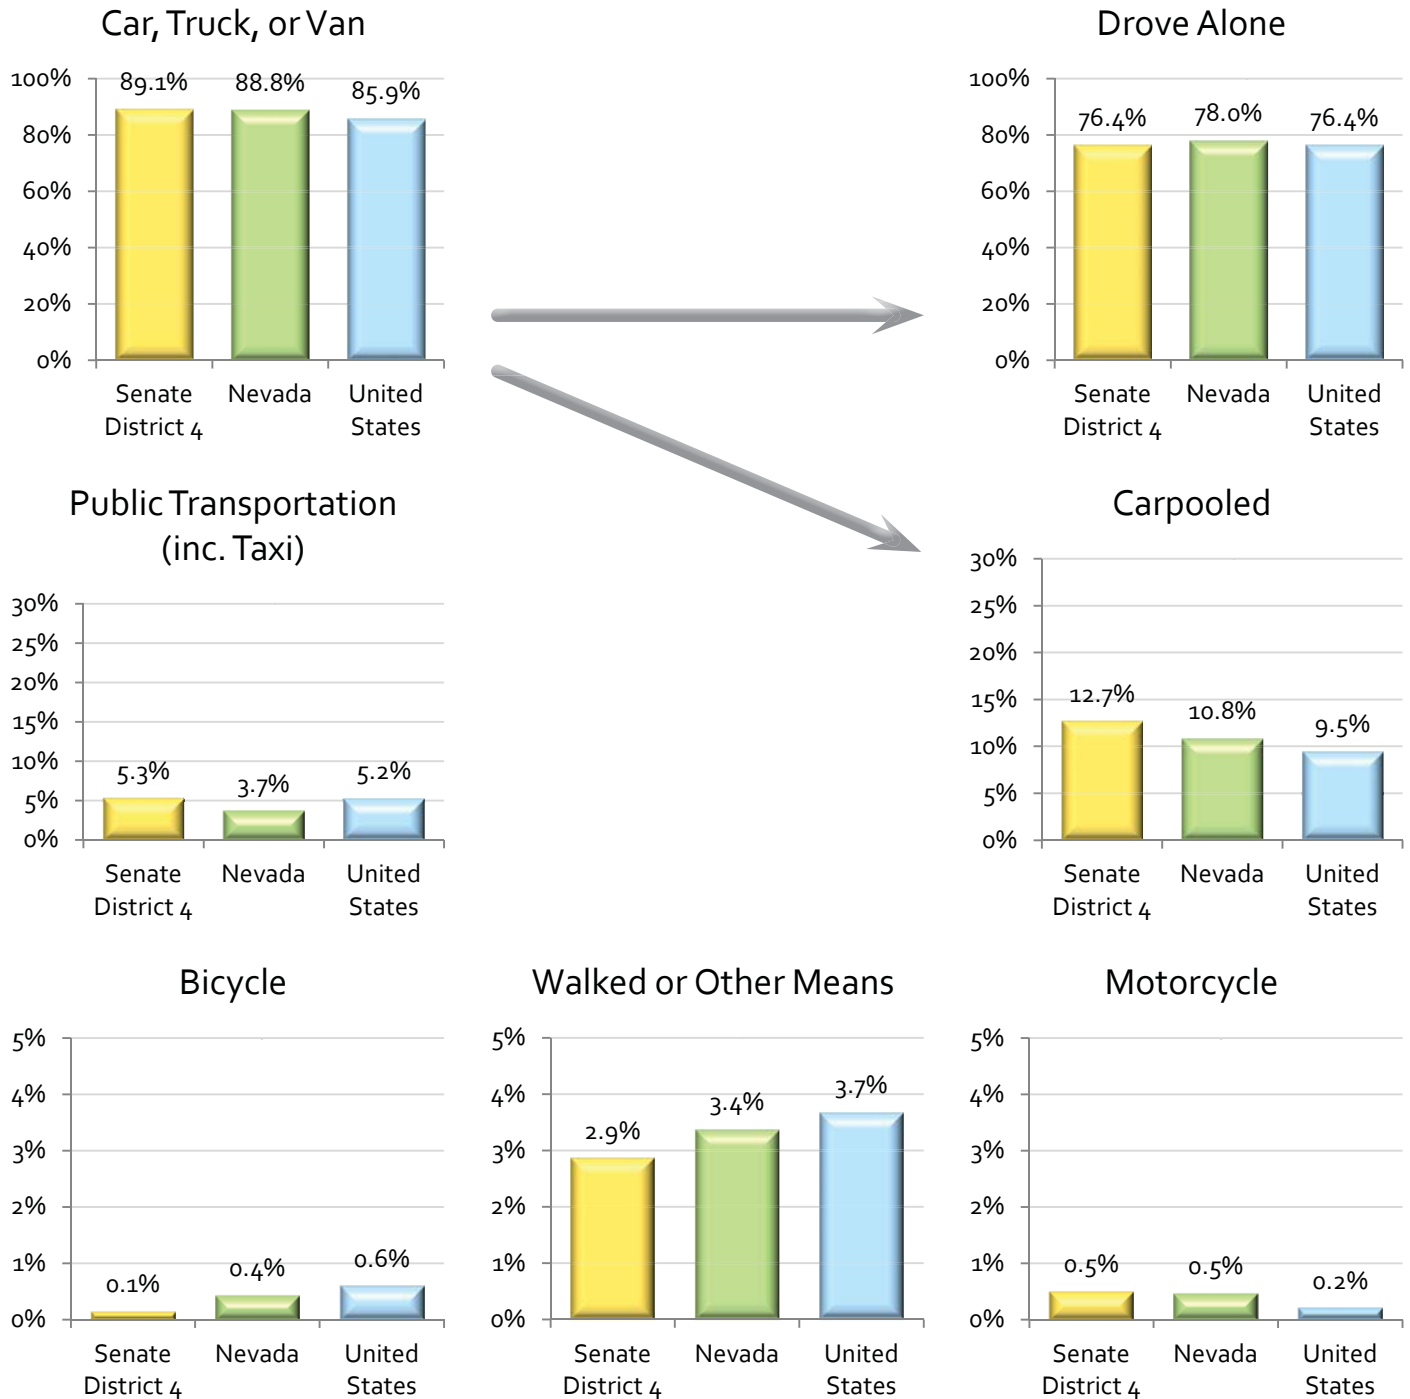 Car, Truck, or Van
100%
80%
60%
40%
20%
0%
89.1%
88.8%
85.9%
Senate District 4
Nevada
United States
Drove Alone
100%
80%
60%
40%
20%
0%
76.4%
78.0%
76.4%
Senate District 4
Nevada
United States
Public Transportation
(inc. Taxi)
30%
25%
20%
15%
10%
5%
0%
5.3%
3.7%
5.2%
Senate District 4
Nevada
United States
Carpooled
30%
25%
20%
15%
10%
5%
0%
12.7%
10.8%
9.5%
Senate District 4
Nevada
United States
Bicycle
5%
4%
3%
2%
1%
0%
0.1%
0.4%
0.6%
Senate District 4
Nevada
United States
Walked or Other Means
5%
4%
3%
2%
1%
0%
2.9%
3.4%
3.7%
Senate District 4
Nevada
United States
Motorcycle
5%
4%
3%
2%
1%
0%
0.5%
0.5%
0.2%
Senate District 4
Nevada
United States